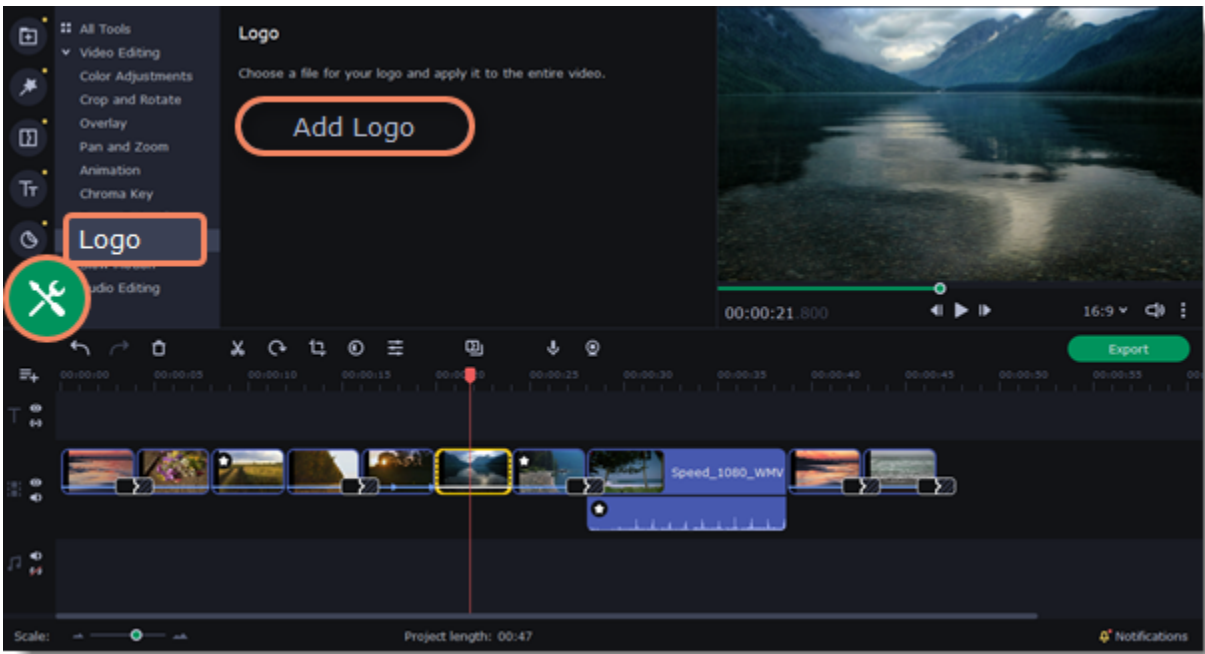 All Tools
Video Editing
Color Adjustments
Crop and Rotate
Overlay
Pan and Zoom
Animation
Chroma Key
Logo
Audio Editing
Logo
Choose a file for your logo and apply it to the entire video.
Add Logo
00:00:21.800
16:9
Export
00:00:00 00:00:05 00:00:10 00:00:15 00:00:20 00:00:25 00:00:30 00:00:35 00:00:40 00:00:45 00:00:50 00:00:55
Speed_1080_WMV
Scale:
Project length: 00:47
Notifications